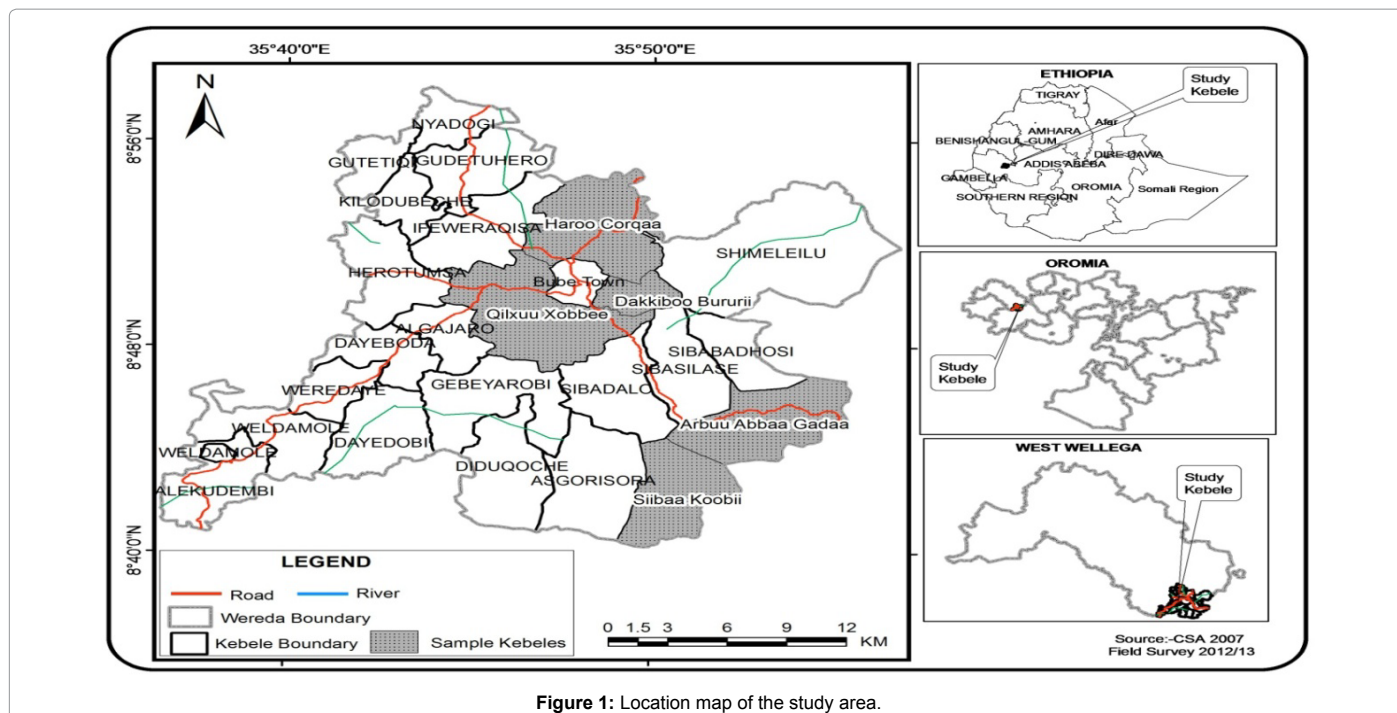 35°40'0"E
35°50'0"E
N
8°56'0"N
8°48'0"N
8°40'0"N
NYADOGI
GUDETUHERO
KILODUBECHE
IFEWERAQISA
Haroo Corqaa
SHIMELEILU
HEROTUMSA
Bube Town
Dakkiboo Bururii
Qilxuu Xobbee
ALGAJARO
DAYEBODA
SIBABADHOSI
SIBASILASE
WEREDAYE
GEBEYAROBI
SIBADALO
WELDAMOLE
DAYEDOBI
Arbuu Abbaa Gadaa
WELDAMOLE
DIDUQOCHE
ASGORISORA
ALEKUDEMBI
Siibaa Koobii
LEGEND
Road River
Wereda Boundary
Kebele Boundary Sample Kebeles
0 1.5 3 6 9 12
KM
ETHIOPIA
Study
Kebele
TIGRAY
Afar
AMHARA
BENISHANGUL-GUM
DIRE-DAWA
ADDIS ABEBA
GAMBELLA
OROMIA
Somali Region
SOUTHERN REGION
OROMIA
Study
Kebele
WEST WELLEGA
Study
Kebele
Source:-CSA 2007
Field Survey 2012/13
Figure 1: Location map of the study area.